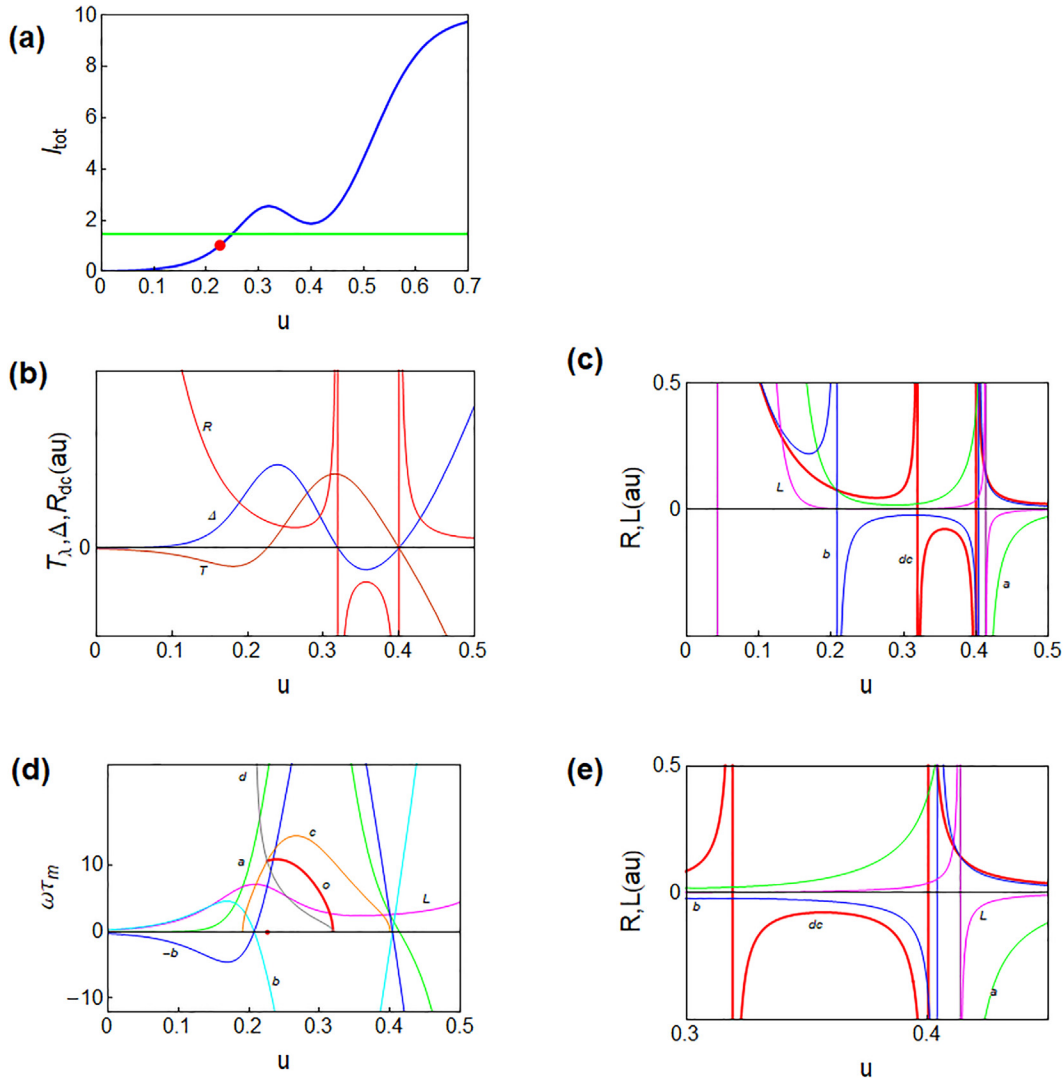 (a)
I_tot
10
8
6
4
2
0
0 0.1 0.2 0.3 0.4 0.5 0.6 0.7
u
(b)
T_λ, Δ, R_dc(au)
0
R
Δ
T
0 0.1 0.2 0.3 0.4 0.5
u
(c)
R,L(au)
0.5
0
L
b
dc
a
0 0.1 0.2 0.3 0.4 0.5
u
(d)
ωτ_m
10
0
−10
d
a
c
o
L
−b
b
0 0.1 0.2 0.3 0.4 0.5
u
(e)
R,L(au)
0.5
0
b
dc
L
a
0.3 0.4
u